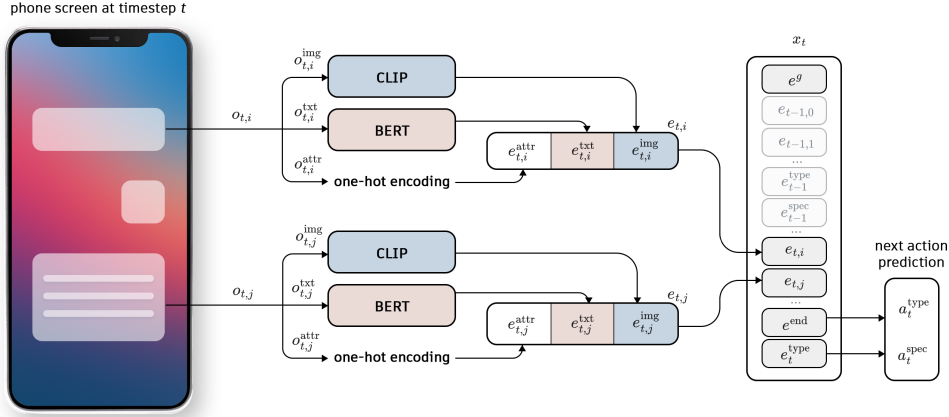 phone screen at timestep t
o_{t,i}
o_{t,i}^{img}
o_{t,i}^{txt}
o_{t,i}^{attr}
CLIP
BERT
one-hot encoding
e_{t,i}
e_{t,i}^{attr} e_{t,i}^{txt} e_{t,i}^{img}
o_{t,j}
o_{t,j}^{img}
o_{t,j}^{txt}
o_{t,j}^{attr}
CLIP
BERT
one-hot encoding
e_{t,j}
e_{t,j}^{attr} e_{t,j}^{txt} e_{t,j}^{img}
x_t
e^g
e_{t-1,0}
e_{t-1,1}
...
e_{t-1}^{type}
e_{t-1}^{spec}
...
e_{t,i}
e_{t,j}
...
e^{end}
e_t^{type}
next action
prediction
a_t^{type}
a_t^{spec}